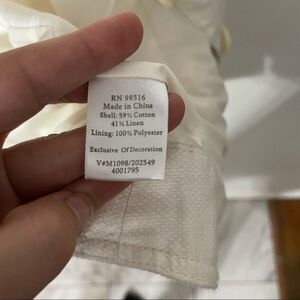 RN 98516
Made in China
Shell: 59% Cotton
41% Linen
Lining: 100% Polyester
Exclusive Of Decoration
V#M1098/202549
4001795